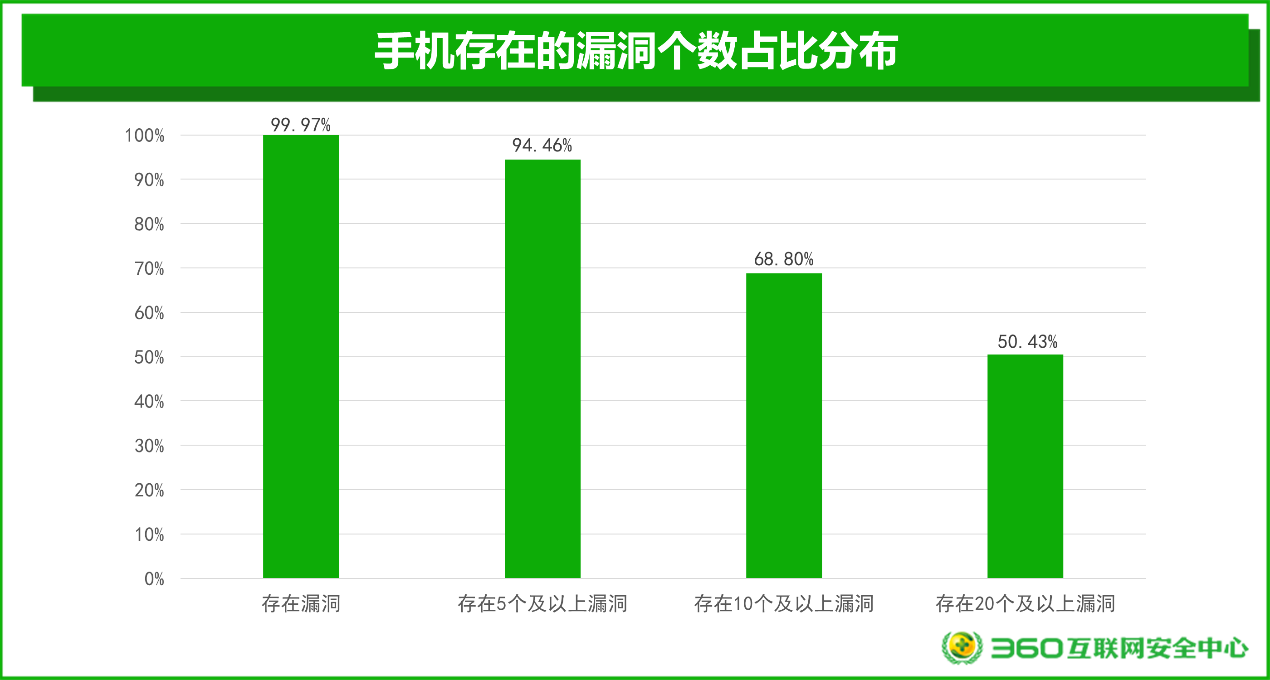 手机存在的漏洞个数占比分布
100%
90%
80%
70%
60%
50%
40%
30%
20%
10%
0%
99.97%
94.46%
68.80%
50.43%
存在漏洞
存在5个及以上漏洞
存在10个及以上漏洞
存在20个及以上漏洞
360互联网安全中心